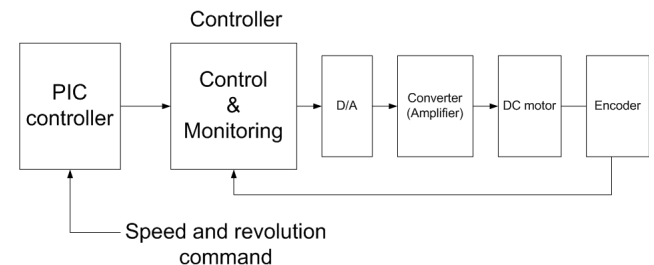 Controller
PIC
controller
Control
&
Monitoring
D/A
Converter
(Amplifier)
DC motor
Encoder
Speed and revolution
command